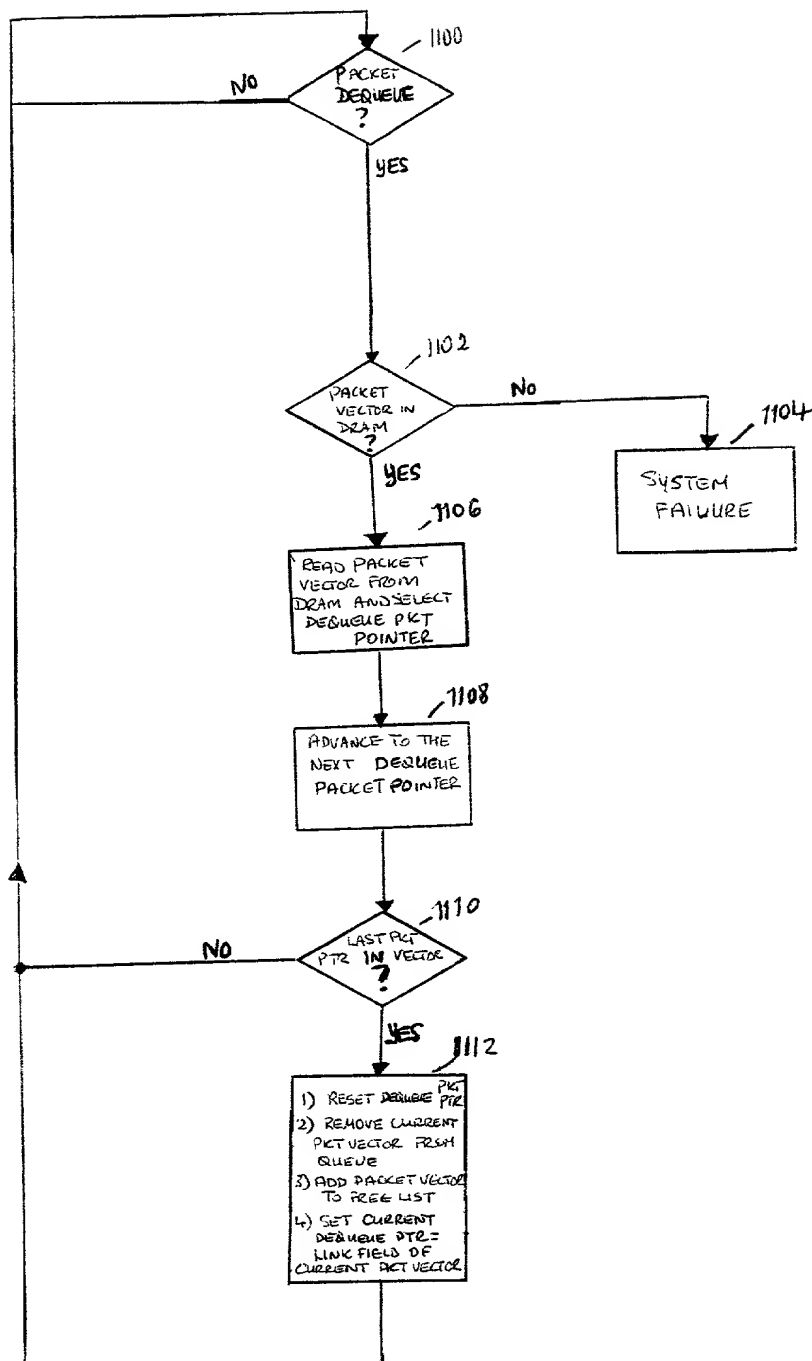 1100
PACKET
DEQUEUE
?
NO
YES
1102
PACKET
VECTOR IN
DRAM
?
NO
YES
1104
SYSTEM
FAILURE
1106
READ PACKET
VECTOR FROM
DRAM AND SELECT
DEQUEUE PKT
POINTER
1108
ADVANCE TO THE
NEXT DEQUEUE
PACKET POINTER
1110
LAST PKT
PTR IN VECTOR
?
NO
YES
1112
1) RESET DEQUEUE PKT PTR
2) REMOVE CURRENT
PKT VECTOR FROM
QUEUE
3) ADD PACKET VECTOR
TO FREE LIST
4) SET CURRENT
DEQUEUE PTR=
LINK FIELD OF
CURRENT PKT VECTOR